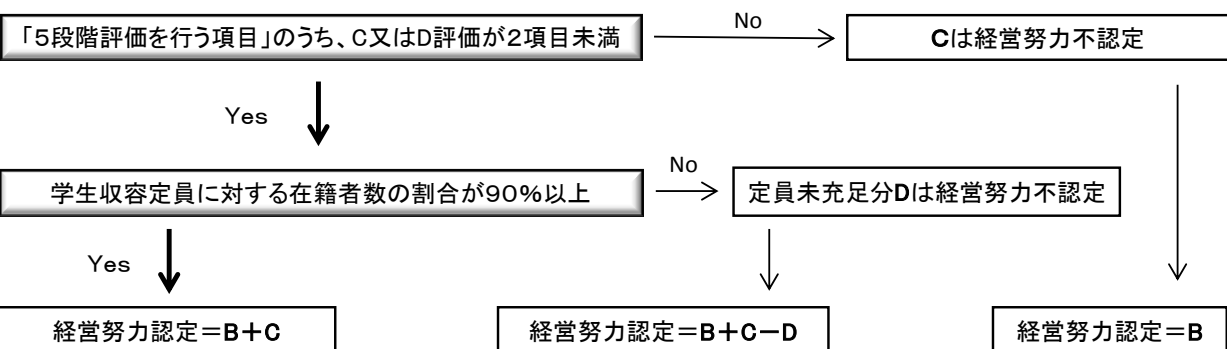 「5段階評価を行う項目」のうち、C又はD評価が2項目未満
No
Cは経営努力不認定
Yes
学生収容定員に対する在籍者数の割合が90%以上
No
定員未充足分Dは経営努力不認定
Yes
経営努力認定=B+C
経営努力認定=B+C-D
経営努力認定=B